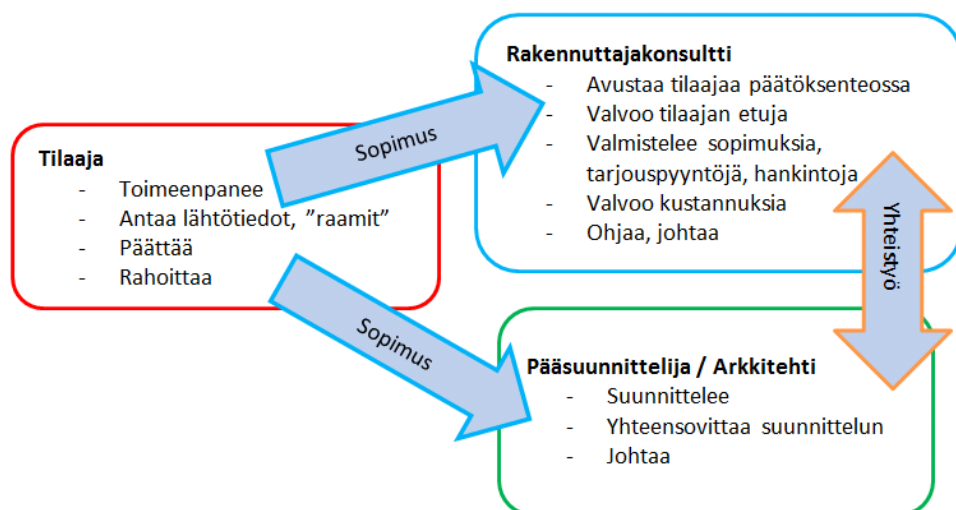 Tilaaja
- Toimeenpanee
- Antaa lähtötiedot, ”raamit”
- Päättää
- Rahoittaa
Sopimus
Sopimus
Rakennuttajakonsultti
- Avustaa tilaajaa päätöksenteossa
- Valvoo tilaajan etuja
- Valmistelee sopimuksia,
tarjouspyyntöjä, hankintoja
- Valvoo kustannuksia
- Ohjaa, johtaa
Yhteistyö
Pääsuunnittelija / Arkkitehti
- Suunnittelee
- Yhteensovittaa suunnittelun
- Johtaa